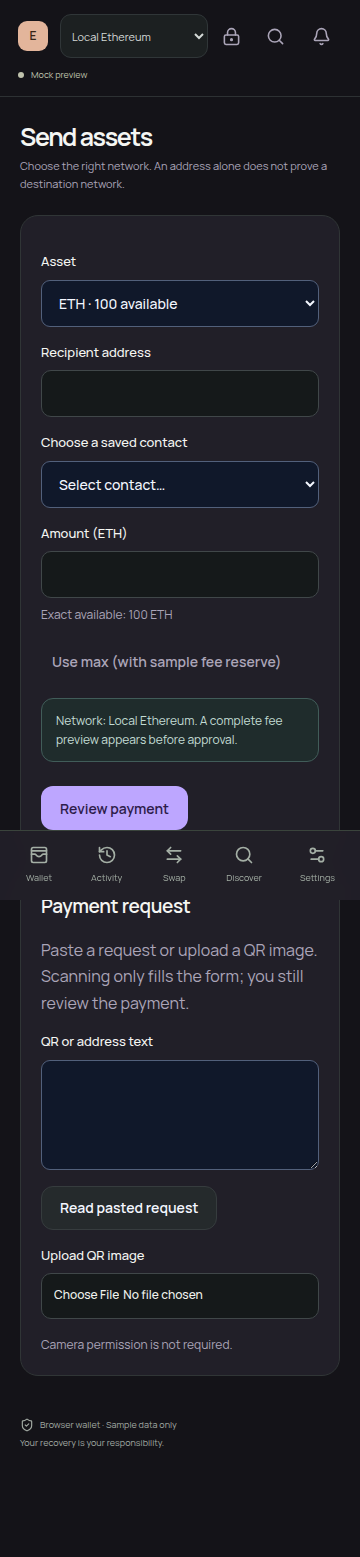 E
Local Ethereum
Mock preview
Send assets
Choose the right network. An address alone does not prove a
destination network.
Asset
ETH · 100 available
Recipient address
Choose a saved contact
Select contact...
Amount (ETH)
Exact available: 100 ETH
Use max (with sample fee reserve)
Network: Local Ethereum. A complete fee
preview appears before approval.
Review payment
Wallet
Activity
Swap
Discover
Settings
Payment request
Paste a request or upload a QR image.
Scanning only fills the form; you still
review the payment.
QR or address text
Read pasted request
Upload QR image
Choose File No file chosen
Camera permission is not required.
Browser wallet · Sample data only
Your recovery is your responsibility.